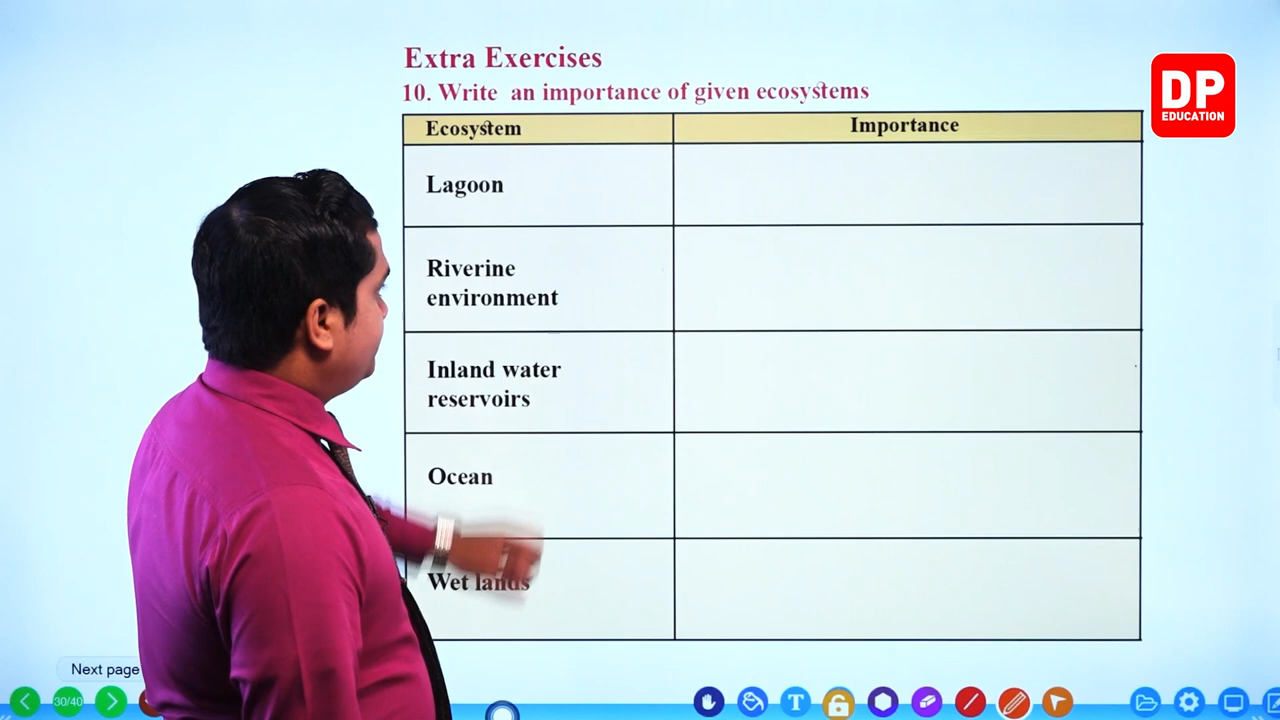 Extra Exercises
10. Write an importance of given ecosystems
DP
EDUCATION
Ecosystem
Importance
Lagoon
Riverine
environment
Inland water
reservoirs
Ocean
Wet lands
Next page
30/40
T